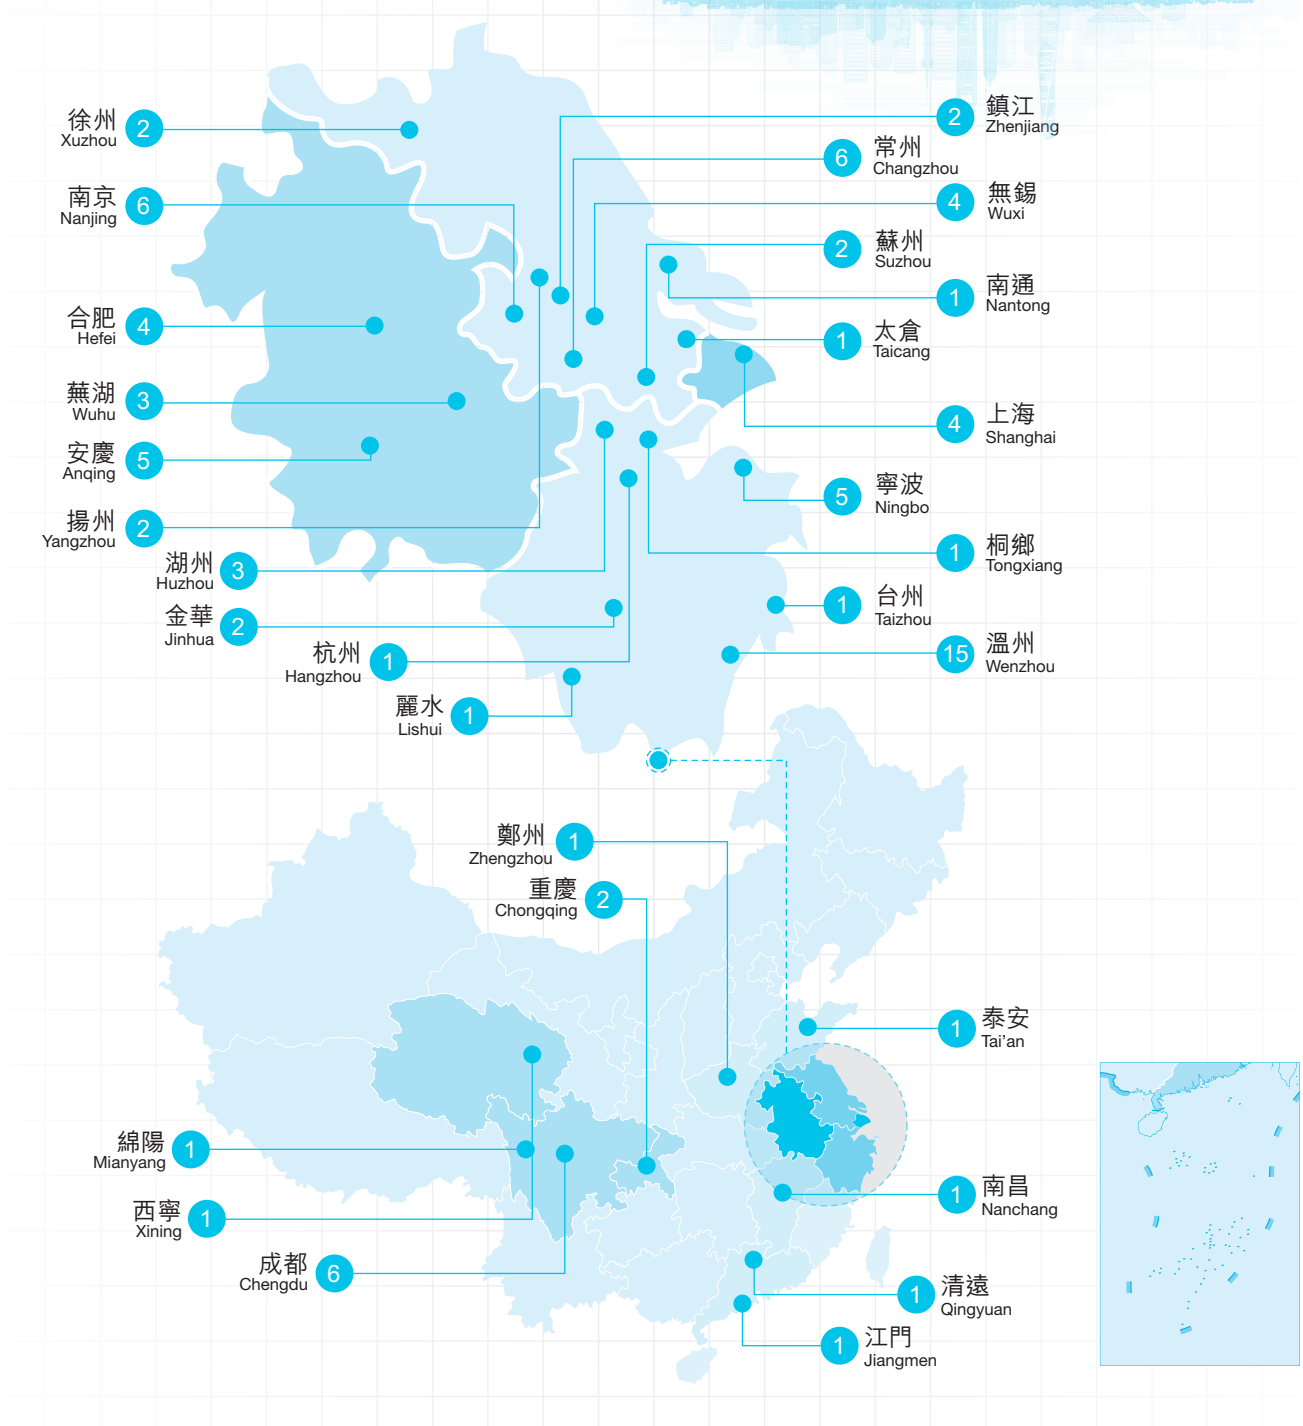 徐州
Xuzhou
2
南京
Nanjing
6
合肥
Hefei
4
蕪湖
Wuhu
3
安慶
Anqing
5
揚州
Yangzhou
2
湖州
Huzhou
3
金華
Jinhua
2
杭州
Hangzhou
1
麗水
Lishui
1
2
鎮江
Zhenjiang
6
常州
Changzhou
4
無錫
Wuxi
2
蘇州
Suzhou
1
南通
Nantong
1
太倉
Taicang
4
上海
Shanghai
5
寧波
Ningbo
1
桐鄉
Tongxiang
1
台州
Taizhou
15
溫州
Wenzhou
鄭州
Zhengzhou
1
重慶
Chongqing
2
1
泰安
Tai’an
綿陽
Mianyang
1
西寧
Xining
1
成都
Chengdu
6
1
南昌
Nanchang
1
清遠
Qingyuan
1
江門
Jiangmen